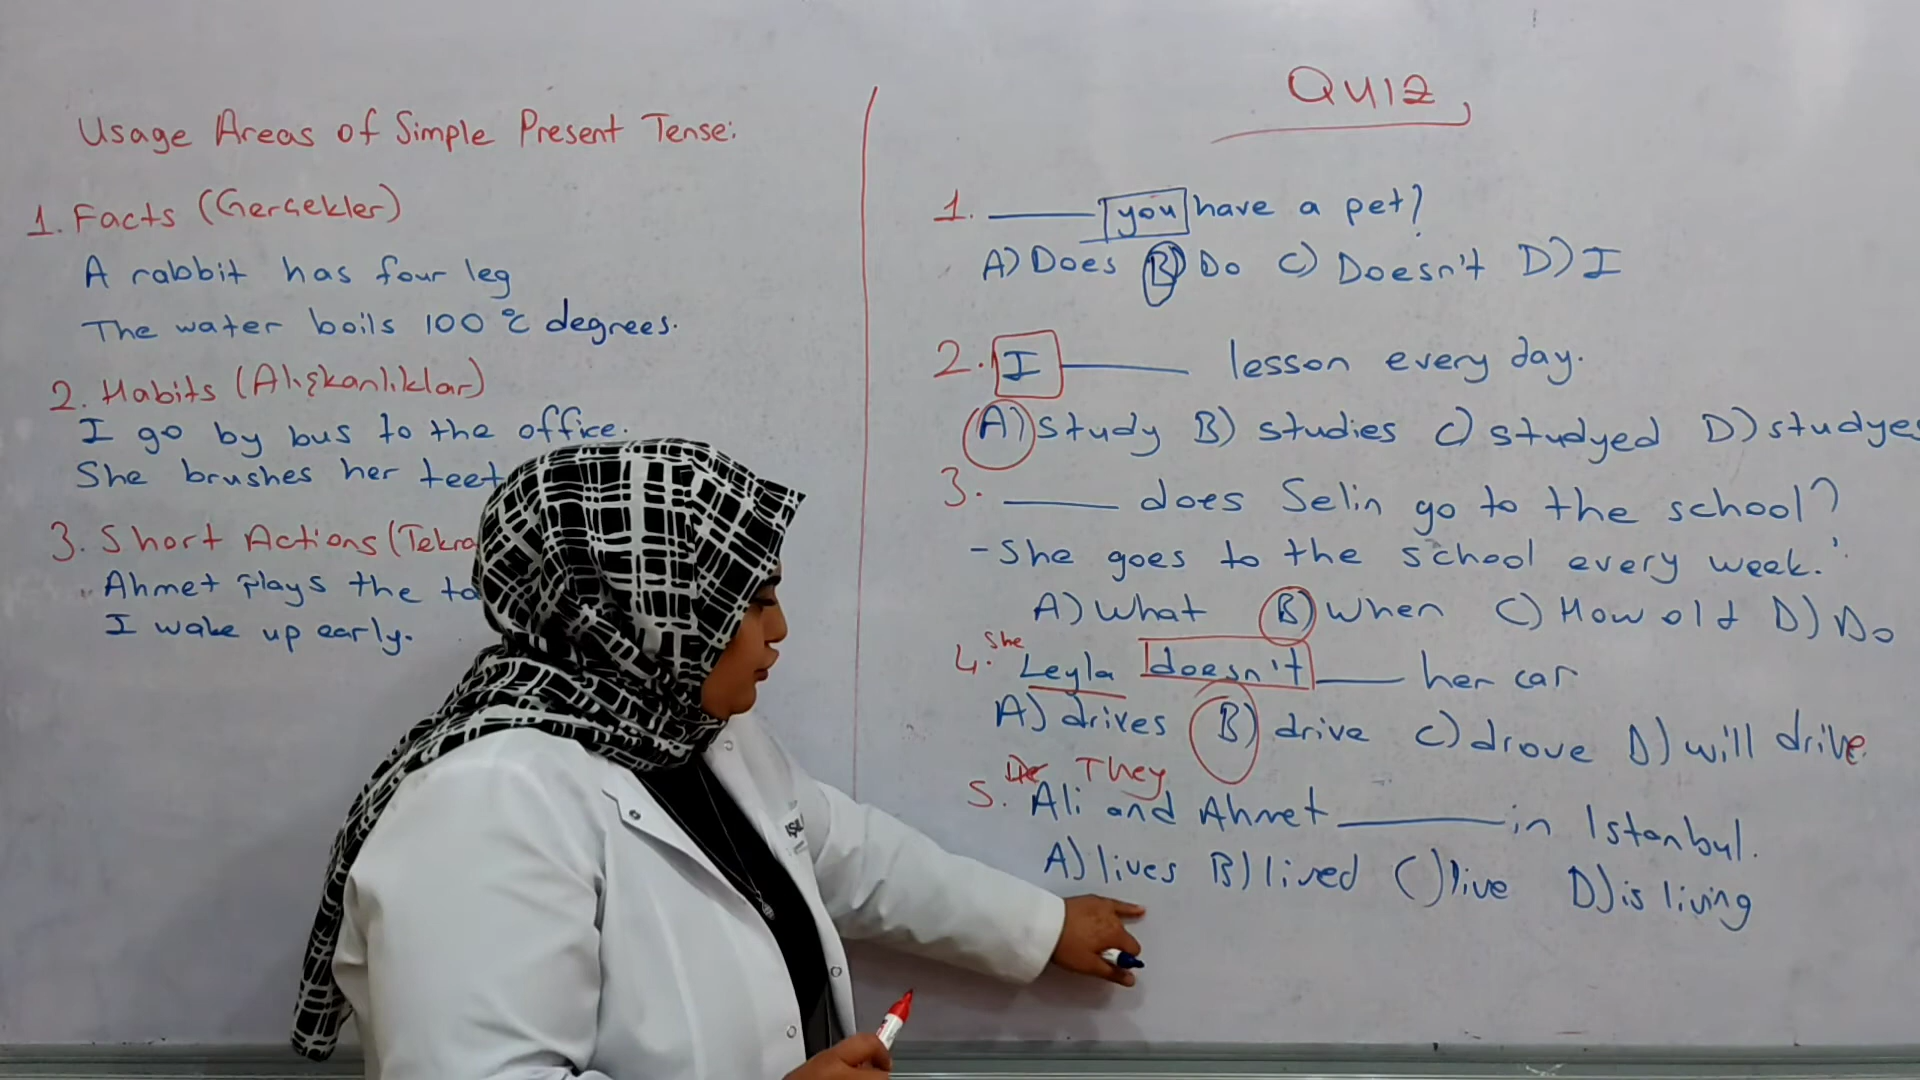 Usage Areas of Simple Present Tense:
1. Facts (Gerçekler)
A rabbit has four leg
The water boils 100 °C degrees.
2. Habits (Alışkanlıklar)
I go by bus to the office.
She brushes her teet
3. Short Actions (Tekra
Ahmet plays the
I wake up early.
QUIZ
1. ______ you have a pet?
A) Does B) Do C) Doesn't D) I
2. I ______ lesson every day.
A) study B) studies C) studyed D) studyes
3. ______ does Selin go to the school?
- She goes to the school every week.
A) What B) When C) How old D) Do
She
4. Leyla doesn't ______ her car
A) drives B) drive C) drove D) will drive.
They
5. Ali and Ahmet ______ in Istanbul.
A) lives B) lived C) live D) is living